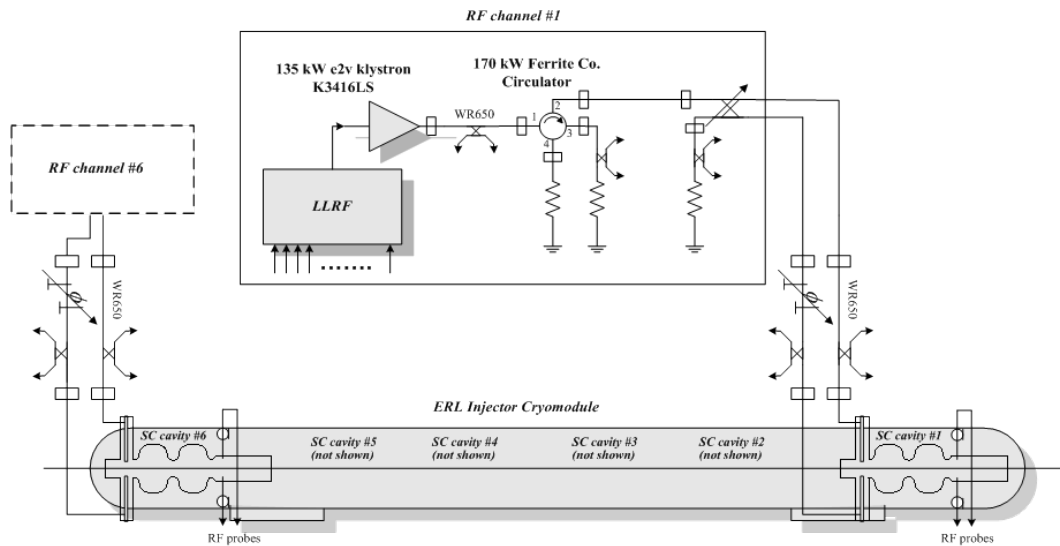 RF channel #1
135 kW e2v klystron
K3416LS
170 kW Ferrite Co.
Circulator
WR650
1
2
3
4
RF channel #6
LLRF
WR650
φ
WR650
φ
ERL Injector Cryomodule
SC cavity #6
SC cavity #5
(not shown)
SC cavity #4
(not shown)
SC cavity #3
(not shown)
SC cavity #2
(not shown)
SC cavity #1
RF probes
RF probes